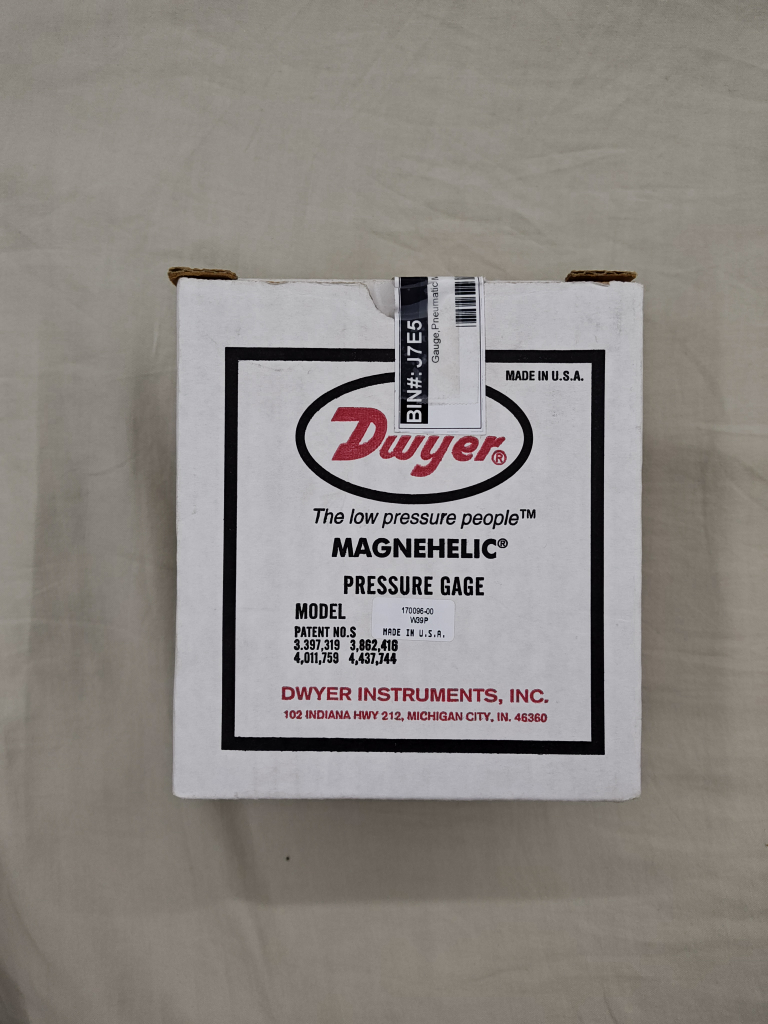 BIN#: J7E5
Gauge,Pneumatic
MADE IN U.S.A.
Dwyer®
The low pressure people™
MAGNEHELIC®
PRESSURE GAGE
MODEL
170096-00
W39P
MADE IN U.S.A.
PATENT NO.S
3.397,319 3,862,416
4,011,759 4,437,744
DWYER INSTRUMENTS, INC.
102 INDIANA HWY 212, MICHIGAN CITY, IN. 46360